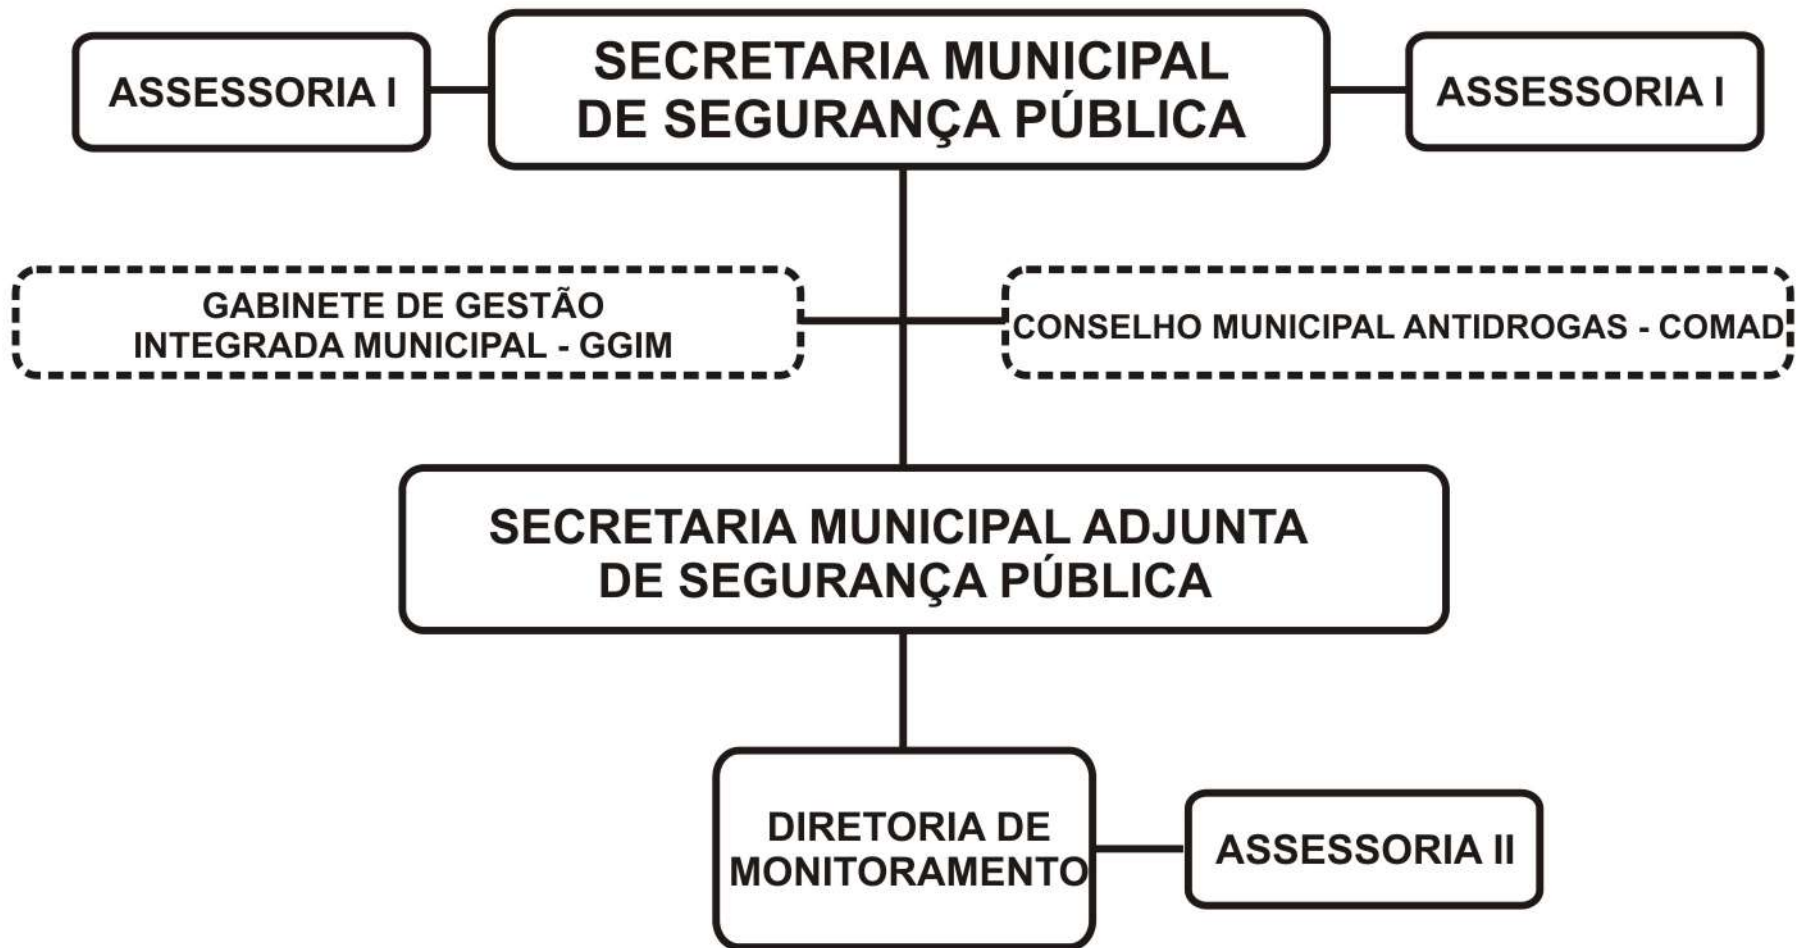 ASSESSORIA I
SECRETARIA MUNICIPAL
DE SEGURANÇA PÚBLICA
ASSESSORIA I
GABINETE DE GESTÃO
INTEGRADA MUNICIPAL - GGIM
CONSELHO MUNICIPAL ANTIDROGAS - COMAD
SECRETARIA MUNICIPAL ADJUNTA
DE SEGURANÇA PÚBLICA
DIRETORIA DE
MONITORAMENTO
ASSESSORIA II